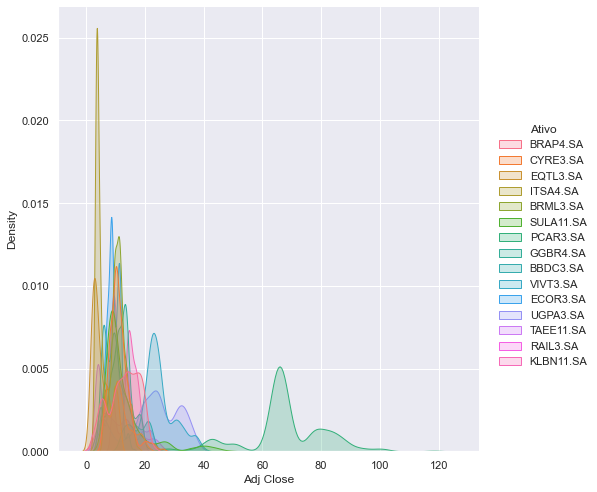 0.025
0.020
0.015
0.010
0.005
0.000
Density
0
20
40
60
80
100
120
Adj Close
Ativo
BRAP4.SA
CYRE3.SA
EQTL3.SA
ITSA4.SA
BRML3.SA
SULA11.SA
PCAR3.SA
GGBR4.SA
BBDC3.SA
VIVT3.SA
ECOR3.SA
UGPA3.SA
TAEE11.SA
RAIL3.SA
KLBN11.SA